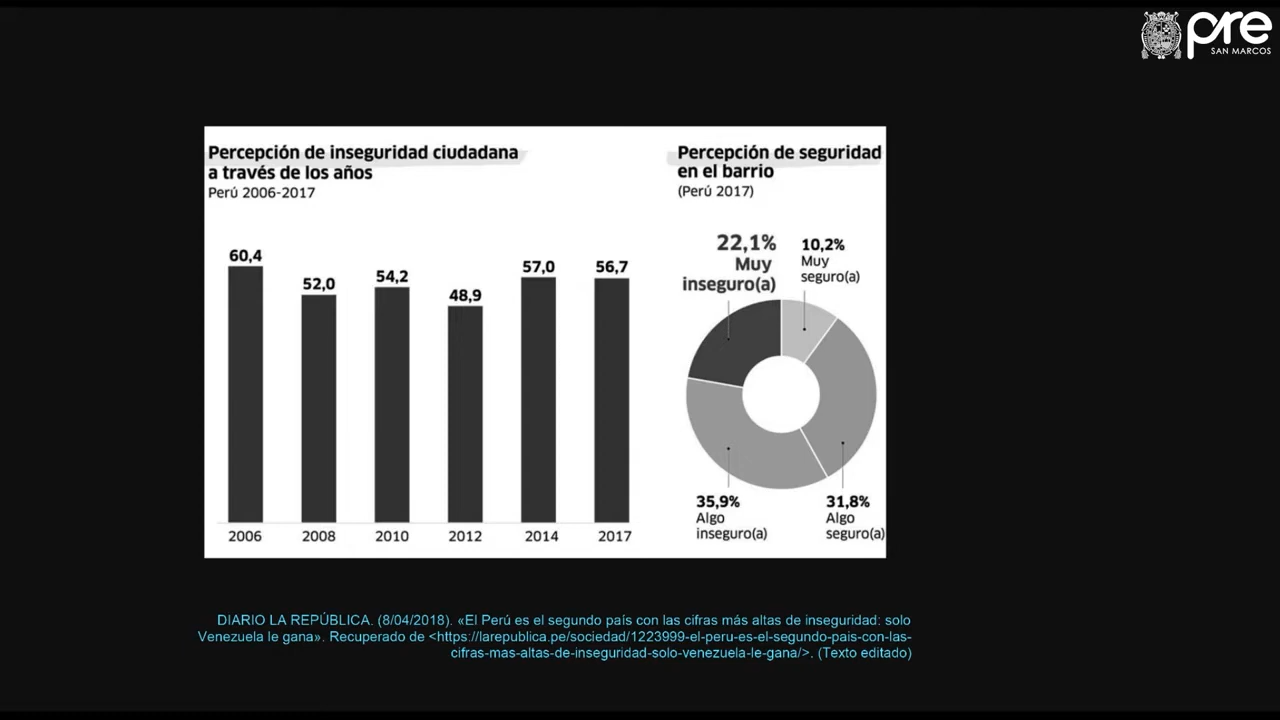 pre
SAN MARCOS
Percepción de inseguridad ciudadana
a través de los años
Perú 2006-2017
60,4
52,0
54,2
48,9
57,0
56,7
2006
2008
2010
2012
2014
2017
Percepción de seguridad
en el barrio
(Perú 2017)
22,1%
Muy
inseguro(a)
10,2%
Muy
seguro(a)
35,9%
Algo
inseguro(a)
31,8%
Algo
seguro(a)
DIARIO LA REPÚBLICA. (8/04/2018). «El Perú es el segundo país con las cifras más altas de inseguridad: solo
Venezuela le gana». Recuperado de <https://larepublica.pe/sociedad/1223999-el-peru-es-el-segundo-pais-con-las-
cifras-mas-altas-de-inseguridad-solo-venezuela-le-gana/>. (Texto editado)